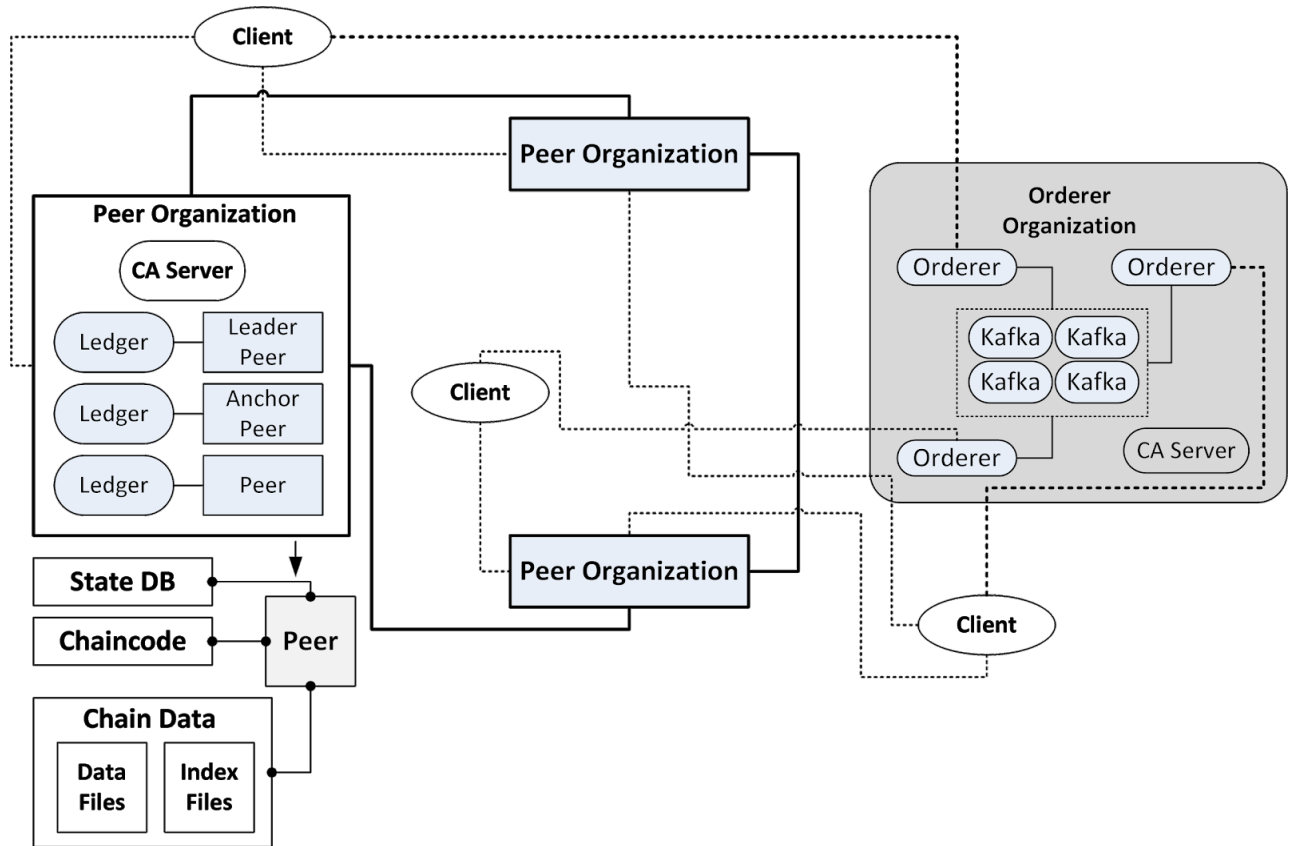 Client
Peer Organization
Peer Organization
CA Server
Ledger
Leader
Peer
Ledger
Anchor
Peer
Ledger
Peer
Client
Peer Organization
Orderer
Organization
Orderer
Orderer
Kafka
Kafka
Kafka
Kafka
Orderer
CA Server
Client
State DB
Chaincode
Peer
Chain Data
Data
Files
Index
Files